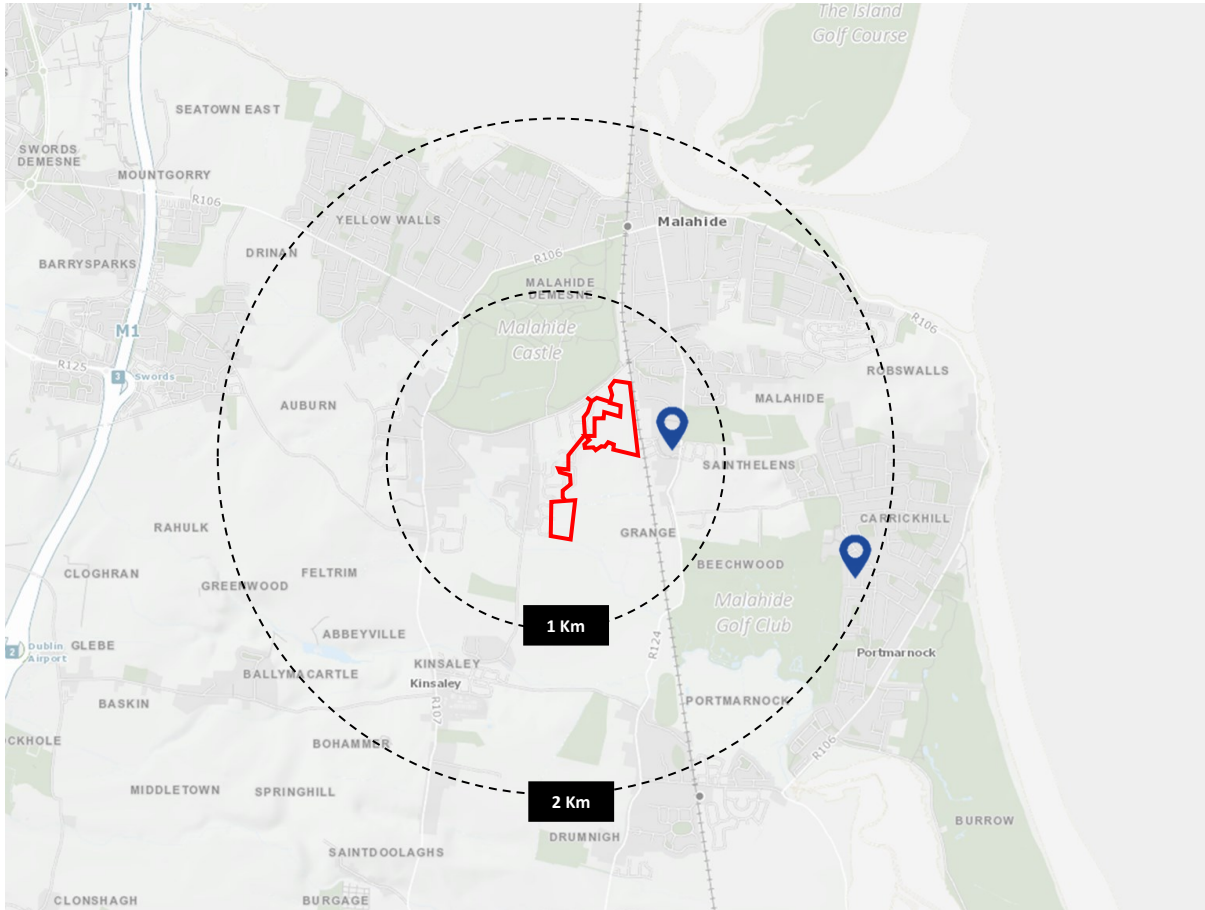 M1
The Island
Golf Course
SEATOWN EAST
SWORDS
DEMESNE
MOUNTGORRY
R106
YELLOW WALLS
Malahide
DRINAN
R106
BARRYSPARKS
MALAHIDE
DEMESNE
M1
Malahide
Castle
R106
R125
3
Swords
ROBSWALLS
AUBURN
MALAHIDE
SAINTHELENS
CARRICKHILL
RAHULK
GRANGE
BEECHWOOD
CLOGHRAN
FELTRIM
GREENWOOD
Malahide
Golf Club
1 Km
ABBEYVILLE
2
Dublin
Airport
GLEBE
R124
Portmarnock
KINSALEY
BALLYMACARTLE
Kinsaley
BASKIN
R107
PORTMARNOCK
OCKHOLE
BOHAMMER
R106
MIDDLETOWN
SPRINGHILL
2 Km
BURROW
DRUMNIGH
SAINTDOOLAGHS
CLONSHAGH
BURGAGE